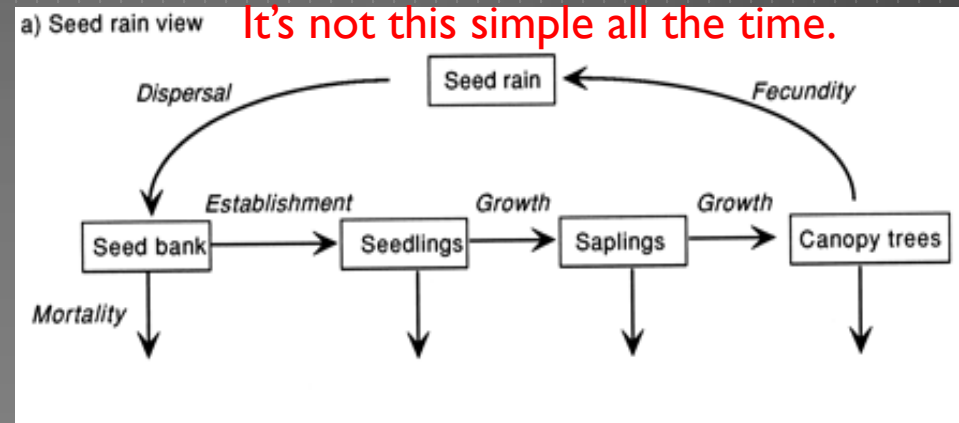 a) Seed rain view
It's not this simple all the time.
Seed rain
Dispersal
Fecundity
Establishment
Growth
Growth
Seed bank
Seedlings
Saplings
Canopy trees
Mortality